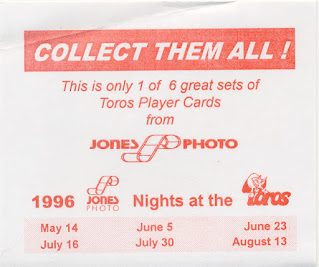 COLLECT THEM ALL !
This is only 1 of 6 great sets of
Toros Player Cards
from
JONES PHOTO
1996 JONES PHOTO Nights at the Toros
May 14 June 5 June 23
July 16 July 30 August 13